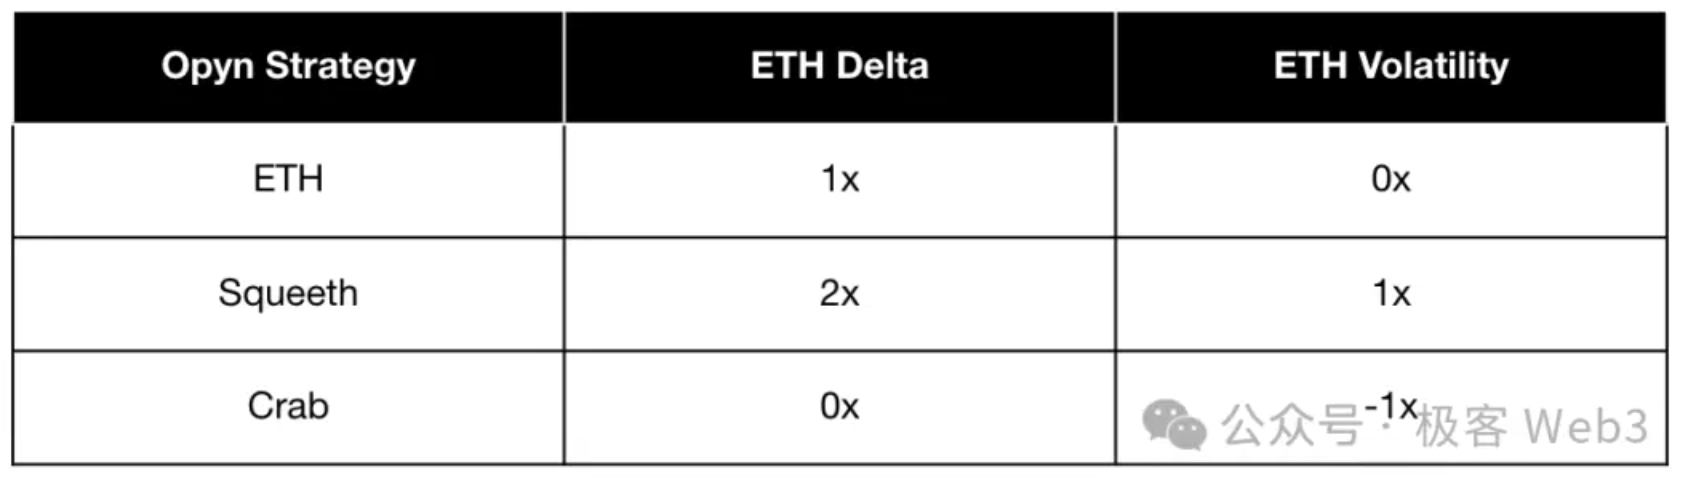 Opyn Strategy ETH Delta ETH Volatility
ETH 1x 0x
Squeeth 2x 1x
Crab 0x -1x
公众号 · 极客 Web3